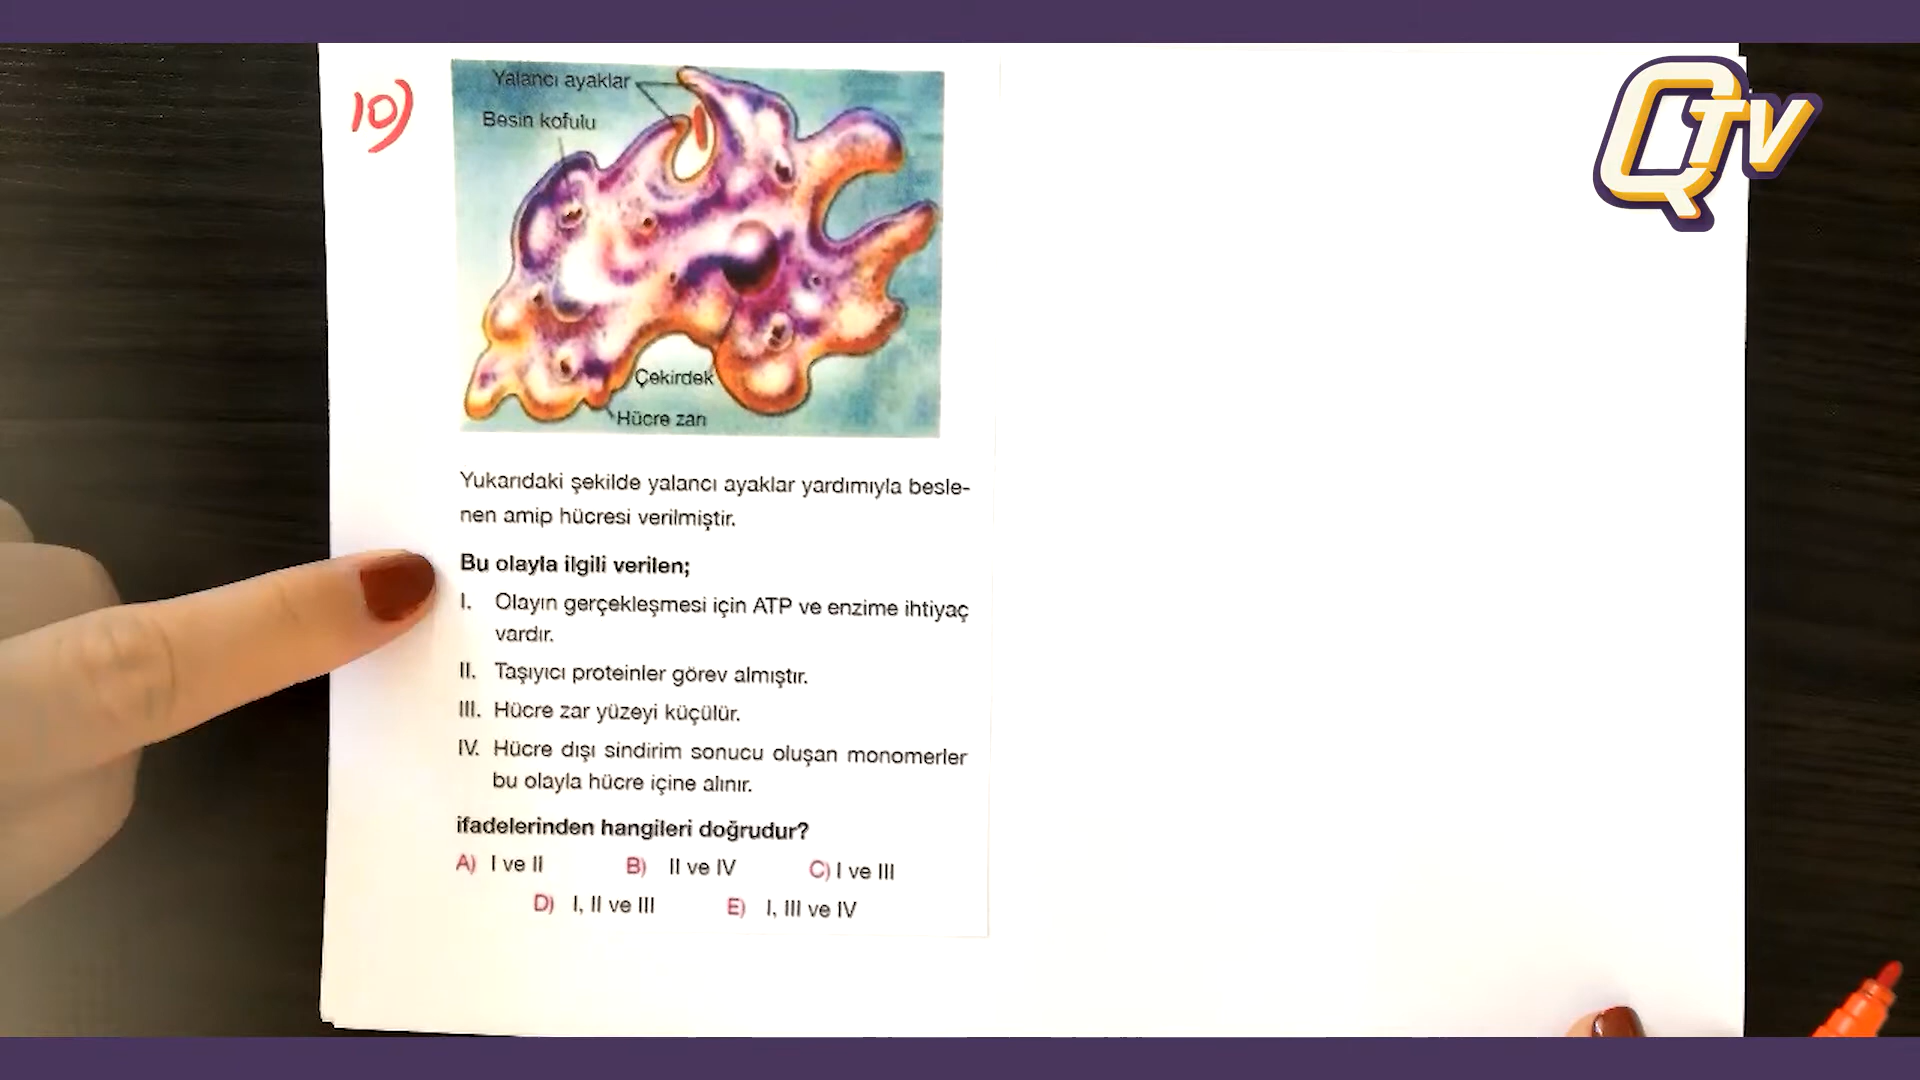 QTV
10)
Yalancı ayaklar
Besin kofulu
Çekirdek
Hücre zarı
Yukarıdaki şekilde yalancı ayaklar yardımıyla besle-
nen amip hücresi verilmiştir.
Bu olayla ilgili verilen;
I. Olayın gerçekleşmesi için ATP ve enzime ihtiyaç
vardır.
II. Taşıyıcı proteinler görev almıştır.
III. Hücre zar yüzeyi küçülür.
IV. Hücre dışı sindirim sonucu oluşan monomerler
bu olayla hücre içine alınır.
ifadelerinden hangileri doğrudur?
A) I ve II B) II ve IV C) I ve III
D) I, II ve III E) I, III ve IV